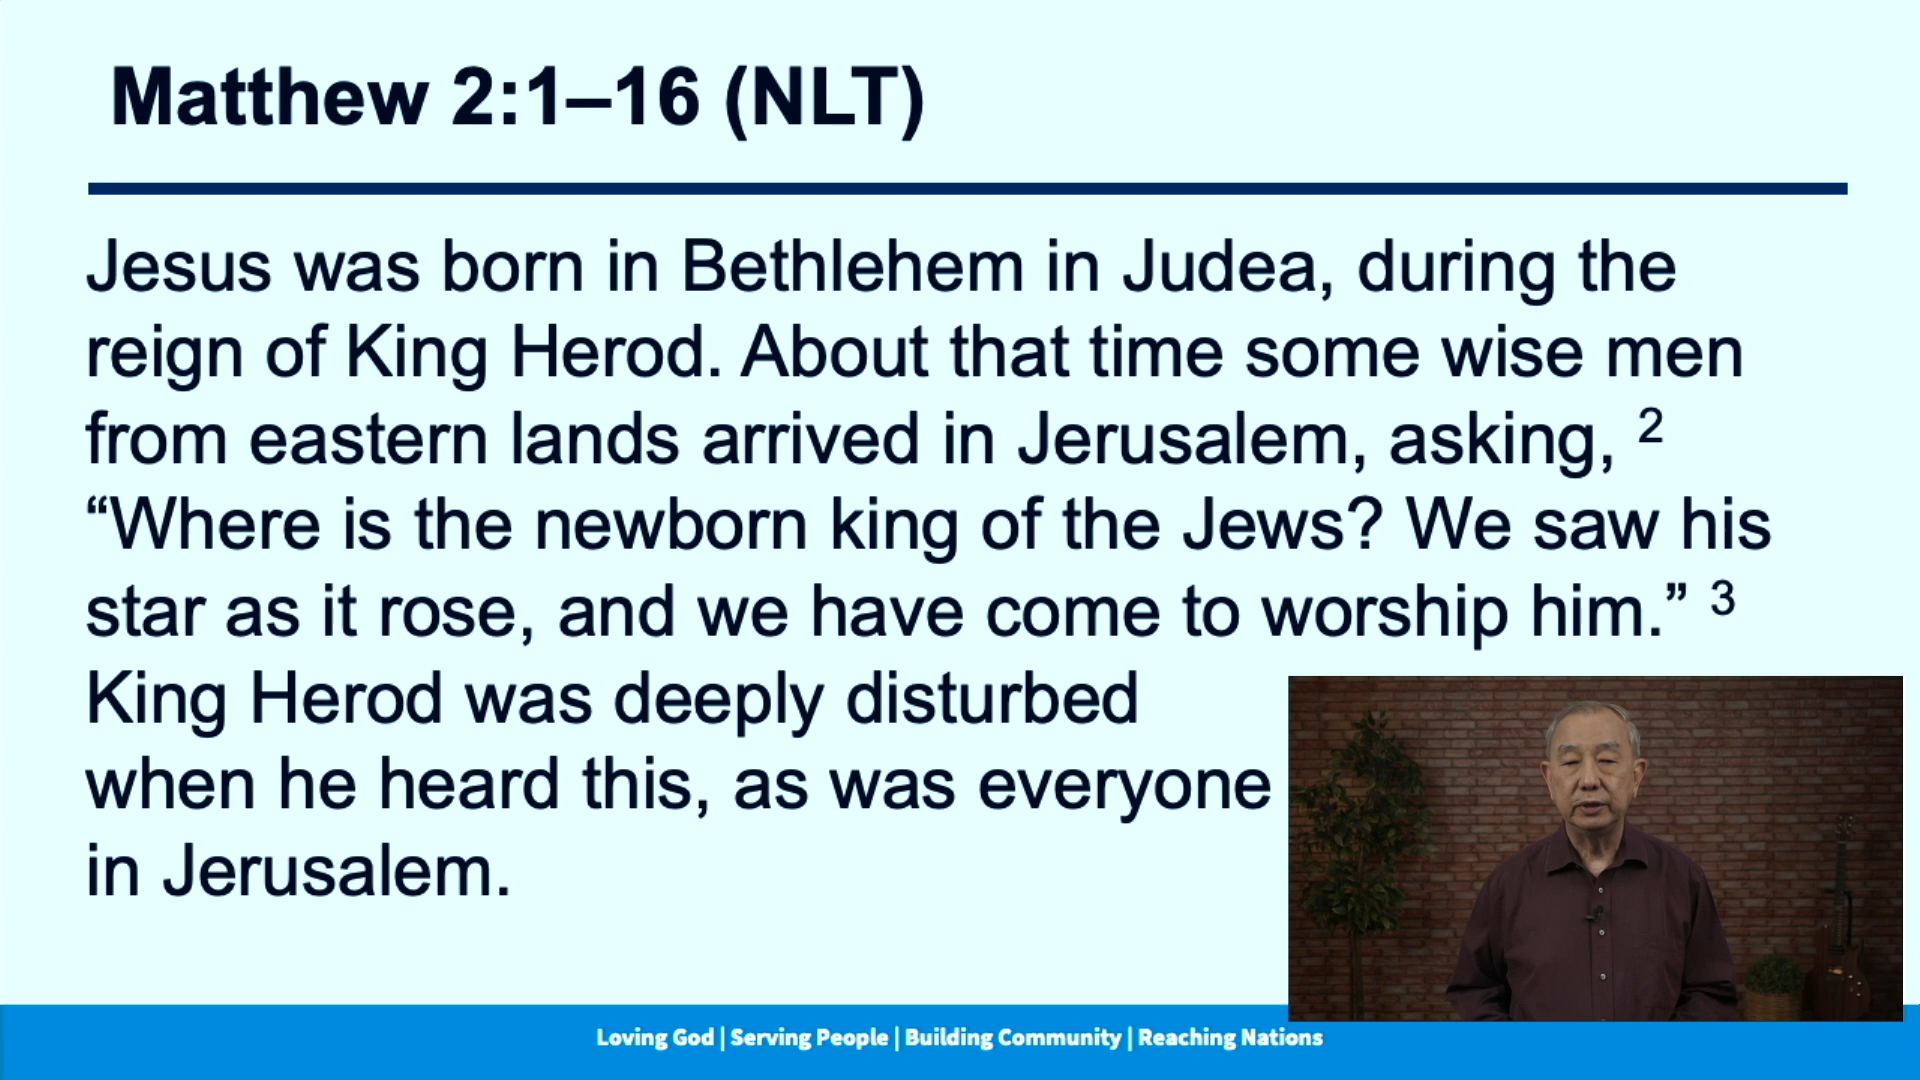 Matthew 2:1–16 (NLT)
Jesus was born in Bethlehem in Judea, during the
reign of King Herod. About that time some wise men
from eastern lands arrived in Jerusalem, asking, 2
“Where is the newborn king of the Jews? We saw his
star as it rose, and we have come to worship him.” 3
King Herod was deeply disturbed
when he heard this, as was everyone
in Jerusalem.
Loving God | Serving People | Building Community | Reaching Nations